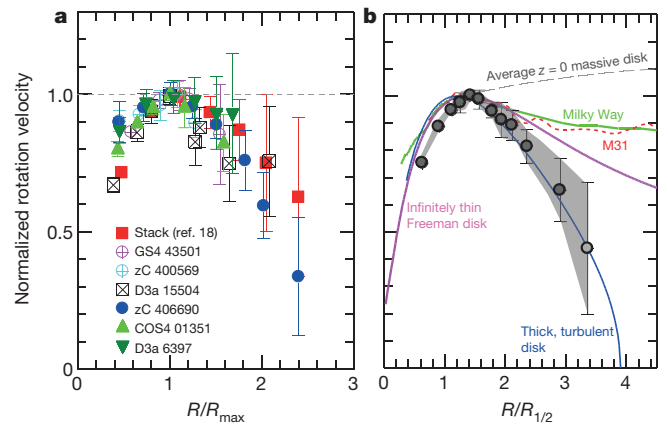 a
Normalized rotation velocity
1.0
0.5
0
0
1
2
3
R/Rmax
Stack (ref. 18)
GS4 43501
zC 400569
D3a 15504
zC 406690
COS4 01351
D3a 6397
b
Average z = 0 massive disk
Milky Way
M31
Infinitely thin
Freeman disk
Thick, turbulent
disk
0
1
2
3
4
R/R1/2